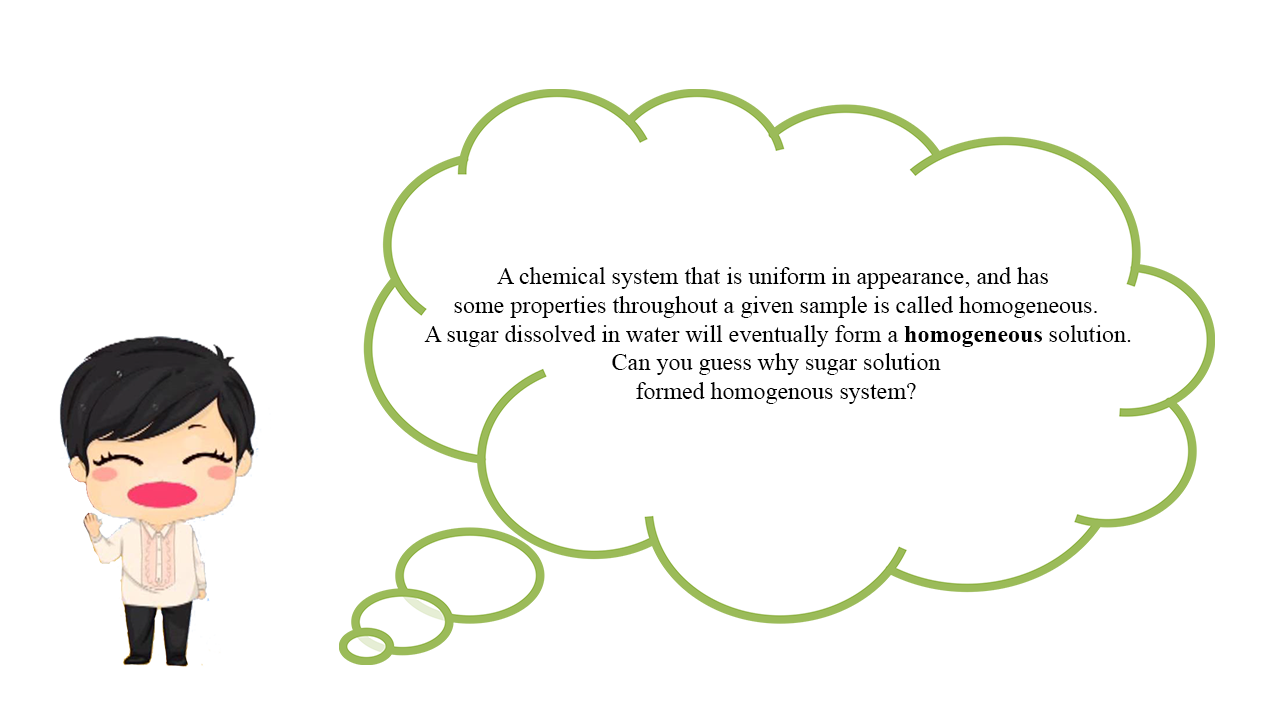 A chemical system that is uniform in appearance, and has
some properties throughout a given sample is called homogeneous.
A sugar dissolved in water will eventually form a homogeneous solution.
Can you guess why sugar solution
formed homogenous system?